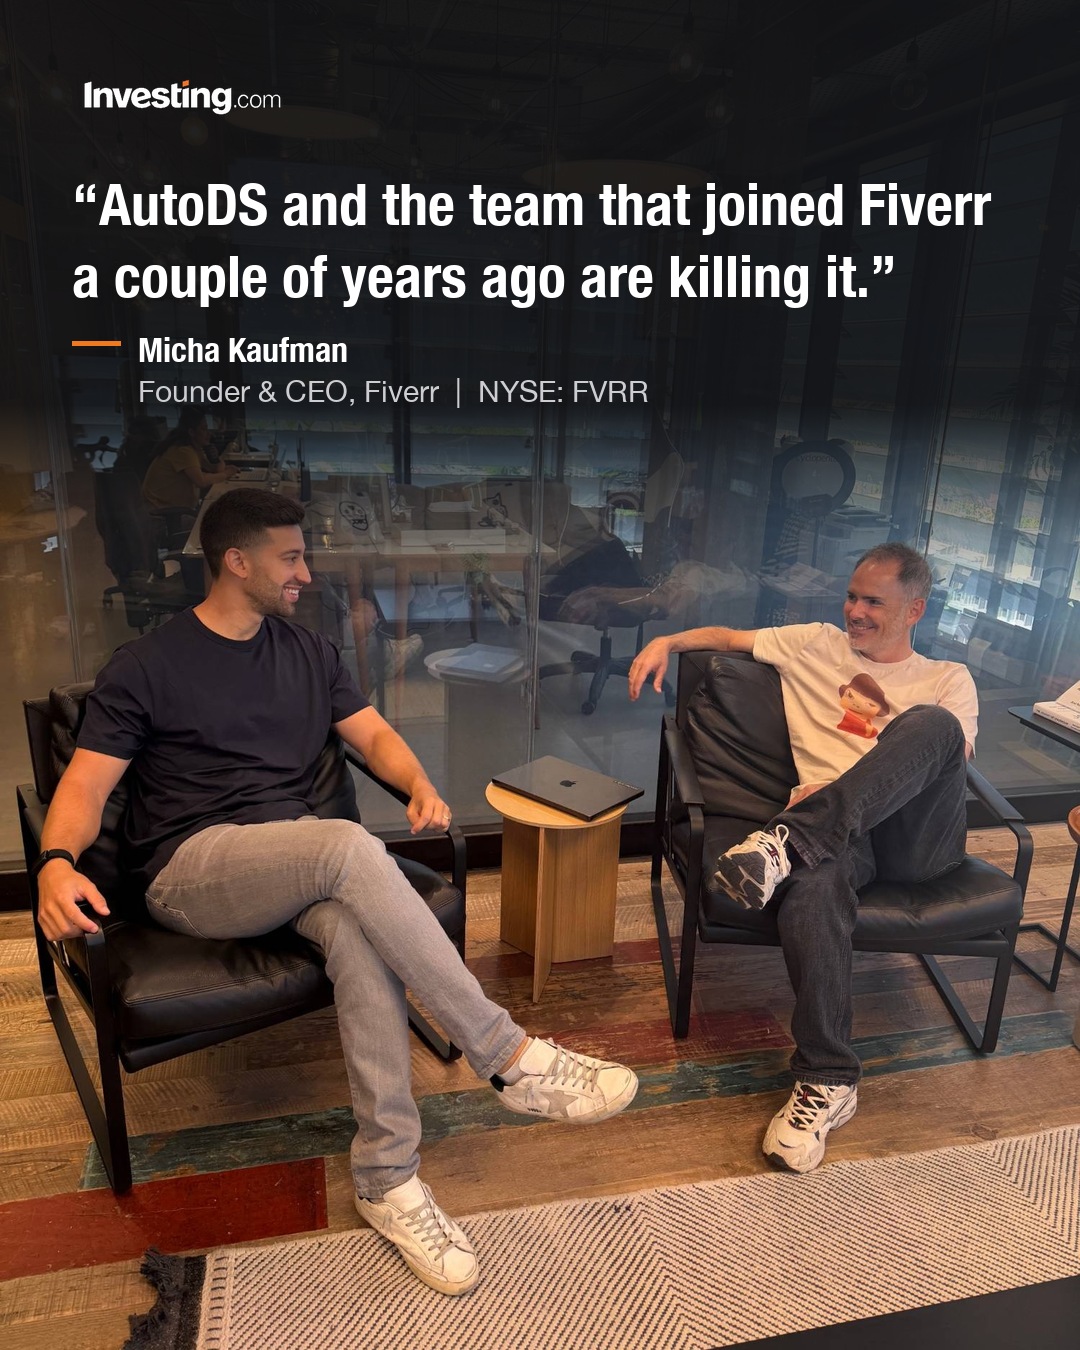 Investing.com
“AutoDS and the team that joined Fiverr
a couple of years ago are killing it.”
Micha Kaufman
Founder & CEO, Fiverr | NYSE: FVRR